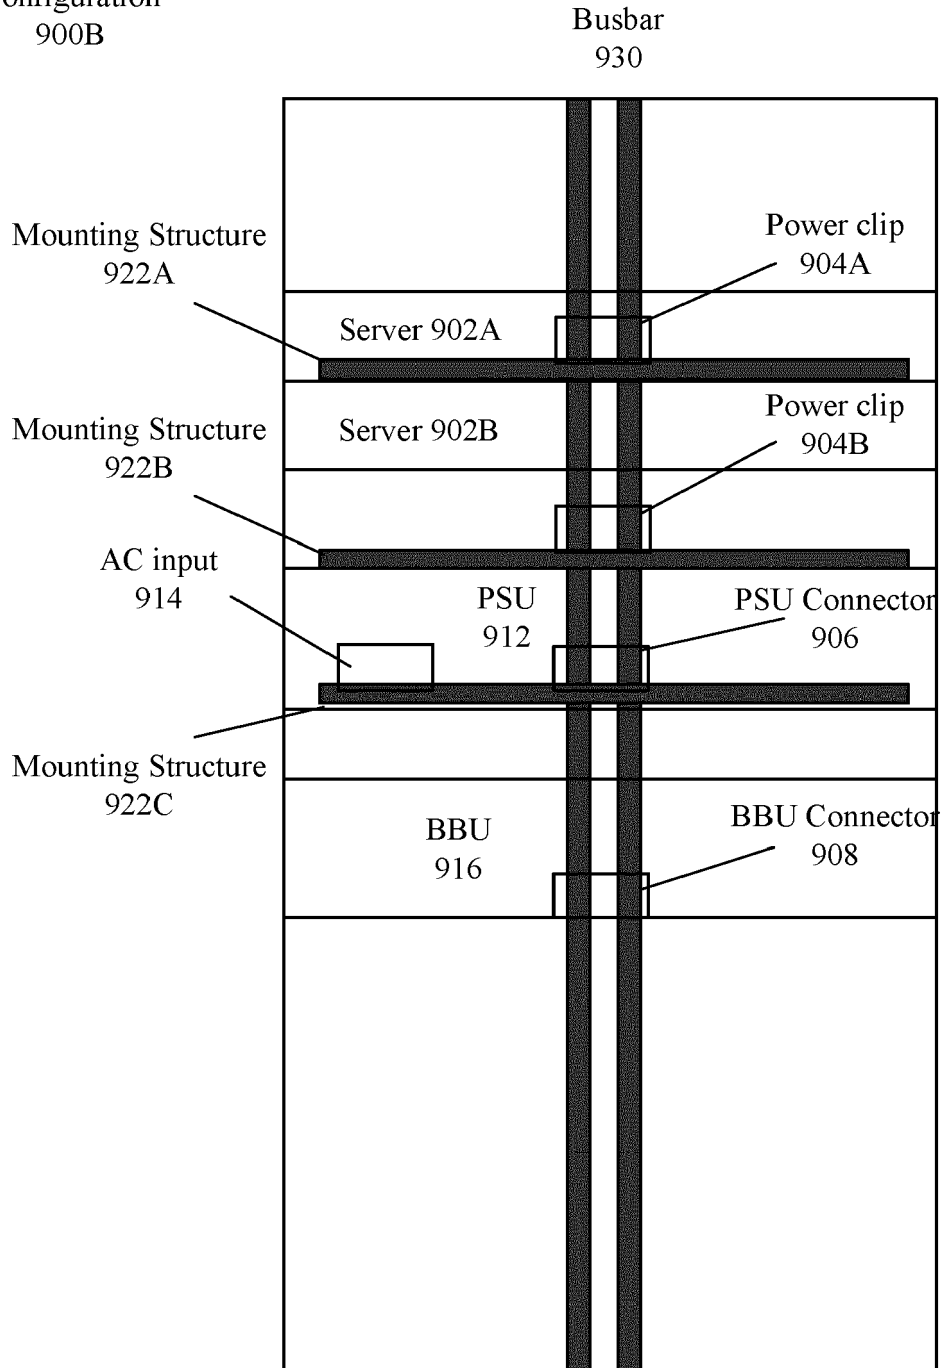 900B
Busbar
930
Mounting Structure
922A
Power clip
904A
Server 902A
Mounting Structure
922B
Server 902B
Power clip
904B
AC input
914
PSU
912
PSU Connector
906
Mounting Structure
922C
BBU
916
BBU Connector
908